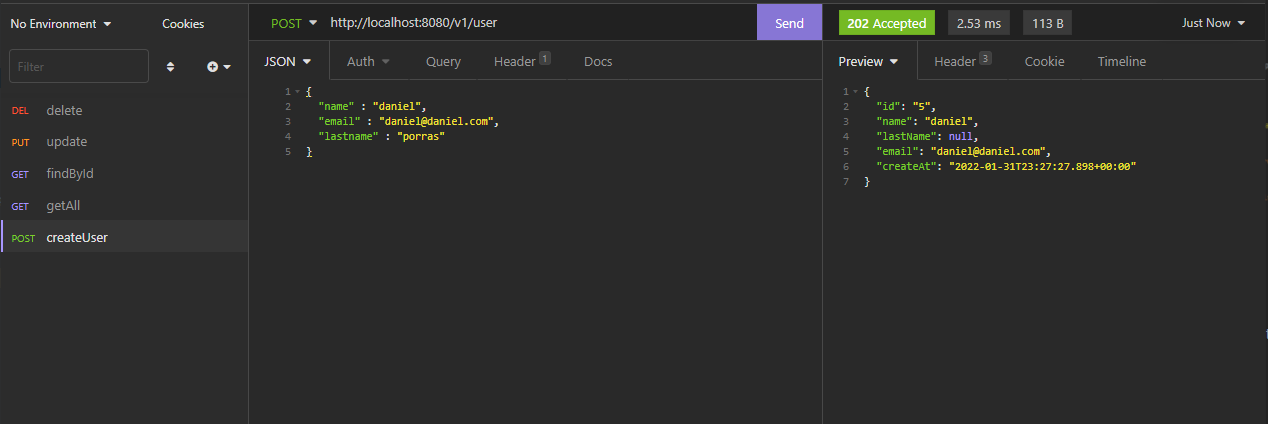 No Environment Cookies
POST http://localhost:8080/v1/user Send
202 Accepted 2.53 ms 113 B Just Now
Filter
JSON Auth Query Header 1 Docs
Preview Header 3 Cookie Timeline
DEL delete
PUT update
GET findById
GET getAll
POST createUser
1 {
2 "name" : "daniel",
3 "email" : "daniel@daniel.com",
4 "lastname" : "porras"
5 }
1 {
2 "id": "5",
3 "name": "daniel",
4 "lastName": null,
5 "email": "daniel@daniel.com",
6 "createAt": "2022-01-31T23:27:27.898+00:00"
7 }